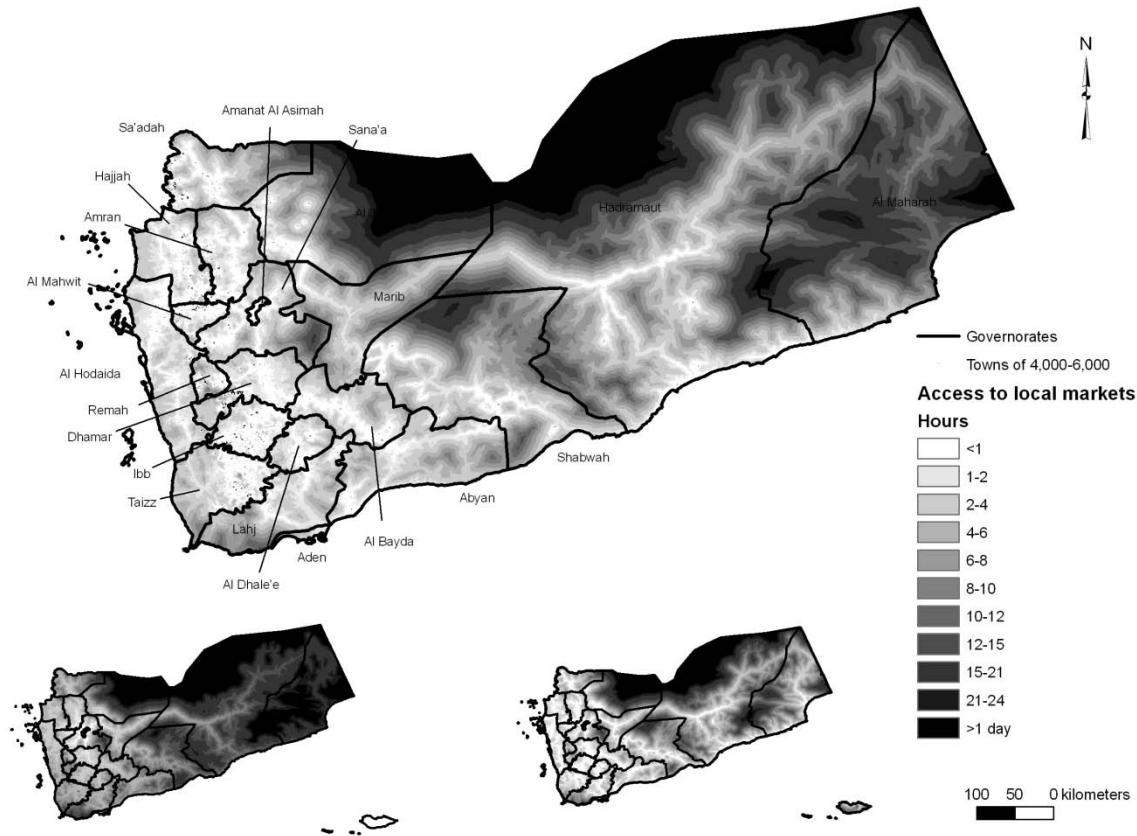 N
Amanat Al Asimah
Sa'adah
Sana'a
Hajjah
Amran
Al Mahwit
Hadramaut
Al Maharah
Marib
Al Hodaida
Remah
Dhamar
Ibb
Taizz
Lahj
Aden
Al Dhale'e
Al Bayda
Abyan
Shabwah
Governorates
Towns of 4,000-6,000
Access to local markets
Hours
<1
1-2
2-4
4-6
6-8
8-10
10-12
12-15
15-21
21-24
>1 day
100 50 0 kilometers